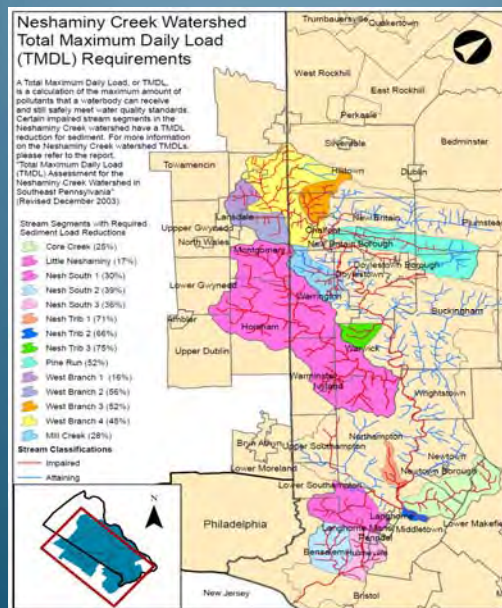 Neshaminy Creek Watershed
Total Maximum Daily Load
(TMDL) Requirements
A Total Maximum Daily Load, or TMDL,
is a calculation of the maximum amount of
pollutants that a waterbody can receive
and still safely meet water quality standards.
Certain impaired stream segments in the
Neshaminy Creek watershed have a TMDL
reduction for sediment. For more information
on the Neshaminy Creek watershed TMDLs,
please refer to the report,
"Total Maximum Daily Load
(TMDL) Assessment for the
Neshaminy Creek Watershed in
Southeast Pennsylvania"
(Revised December 2003)
Stream Segments with Required
Sediment Load Reductions
Core Creek (25%)
Little Neshaminy (17%)
Nesh South 1 (30%)
Nesh South 2 (39%)
Nesh South 3 (36%)
Nesh Trib 1 (71%)
Nesh Trib 2 (66%)
Nesh Trib 3 (75%)
Pine Run (52%)
West Branch 1 (16%)
West Branch 2 (56%)
West Branch 3 (52%)
West Branch 4 (45%)
Mill Creek (28%)
Stream Classifications
Impaired
Attaining
N
Trumbauersville
Quakertown
West Rockhill
East Rockhill
Perkasie
Bedminster
Silverdale
Towamencin
Hilltown
Dublin
Lansdale
New Britain
Plumstead
Upper Gwynedd
Chalfont
North Wales
New Britain Borough
Montgomery
Doylestown Borough
Doylestown
Lower Gwynedd
Warrington
Buckingham
Ambler
Horsham
Warwick
Upper Dublin
Warminster
Ivyland
Wrightstown
Northampton
Bryn Athyn
Upper Southampton
Newtown
Newtown Borough
Lower Moreland
Lower Southampton
Langhorne
Lower Makefie
Philadelphia
Langhorne Manor
Middletown
Penndel
Bensalem
Hulmeville
Bristol
New Jersey